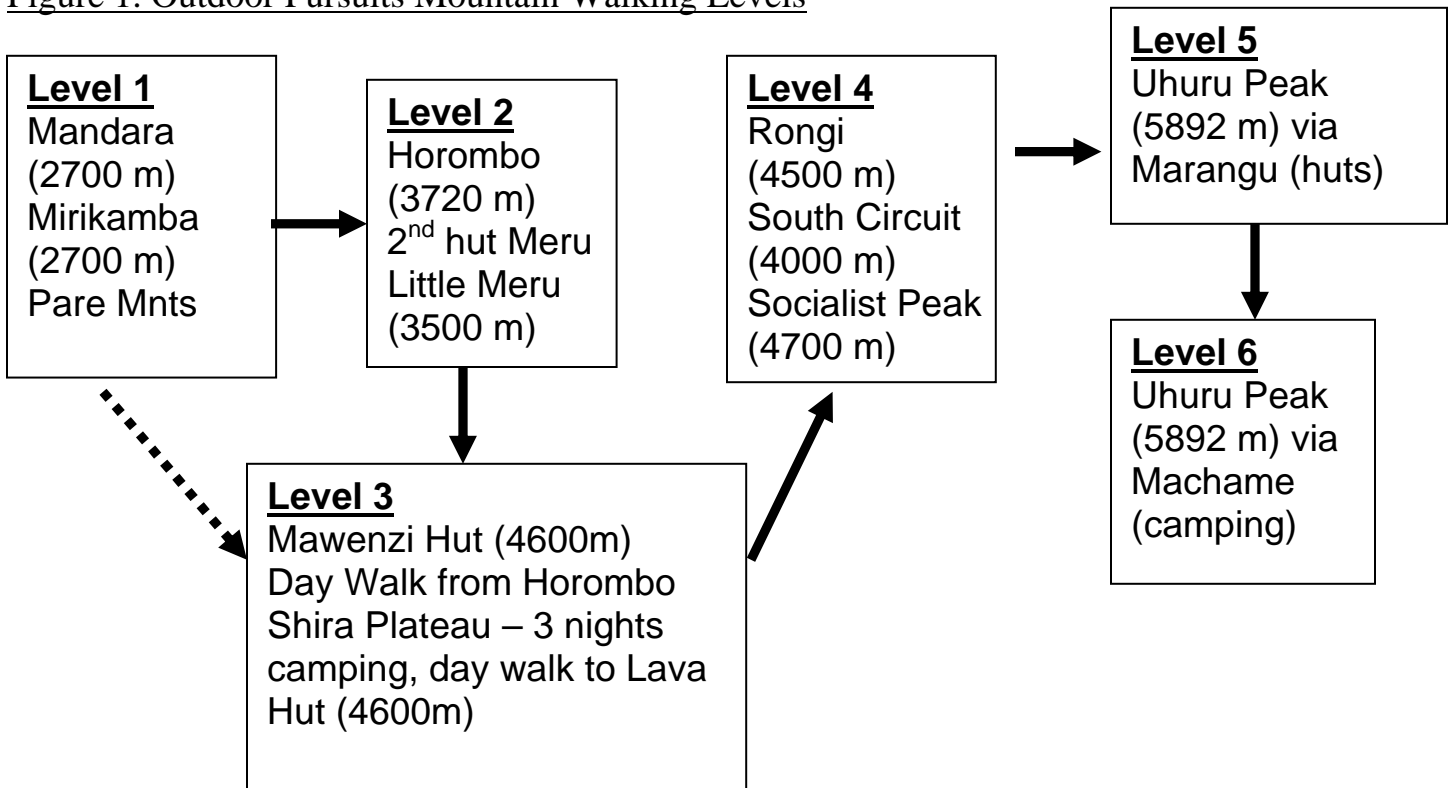 Figure 1: Outdoor Pursuits Mountain Walking Levels
Level 1
Mandara
(2700 m)
Mirikamba
(2700 m)
Pare Mnts
Level 2
Horombo
(3720 m)
2nd hut Meru
Little Meru
(3500 m)
Level 3
Mawenzi Hut (4600m)
Day Walk from Horombo
Shira Plateau – 3 nights
camping, day walk to Lava
Hut (4600m)
Level 4
Rongi
(4500 m)
South Circuit
(4000 m)
Socialist Peak
(4700 m)
Level 5
Uhuru Peak
(5892 m) via
Marangu (huts)
Level 6
Uhuru Peak
(5892 m) via
Machame
(camping)